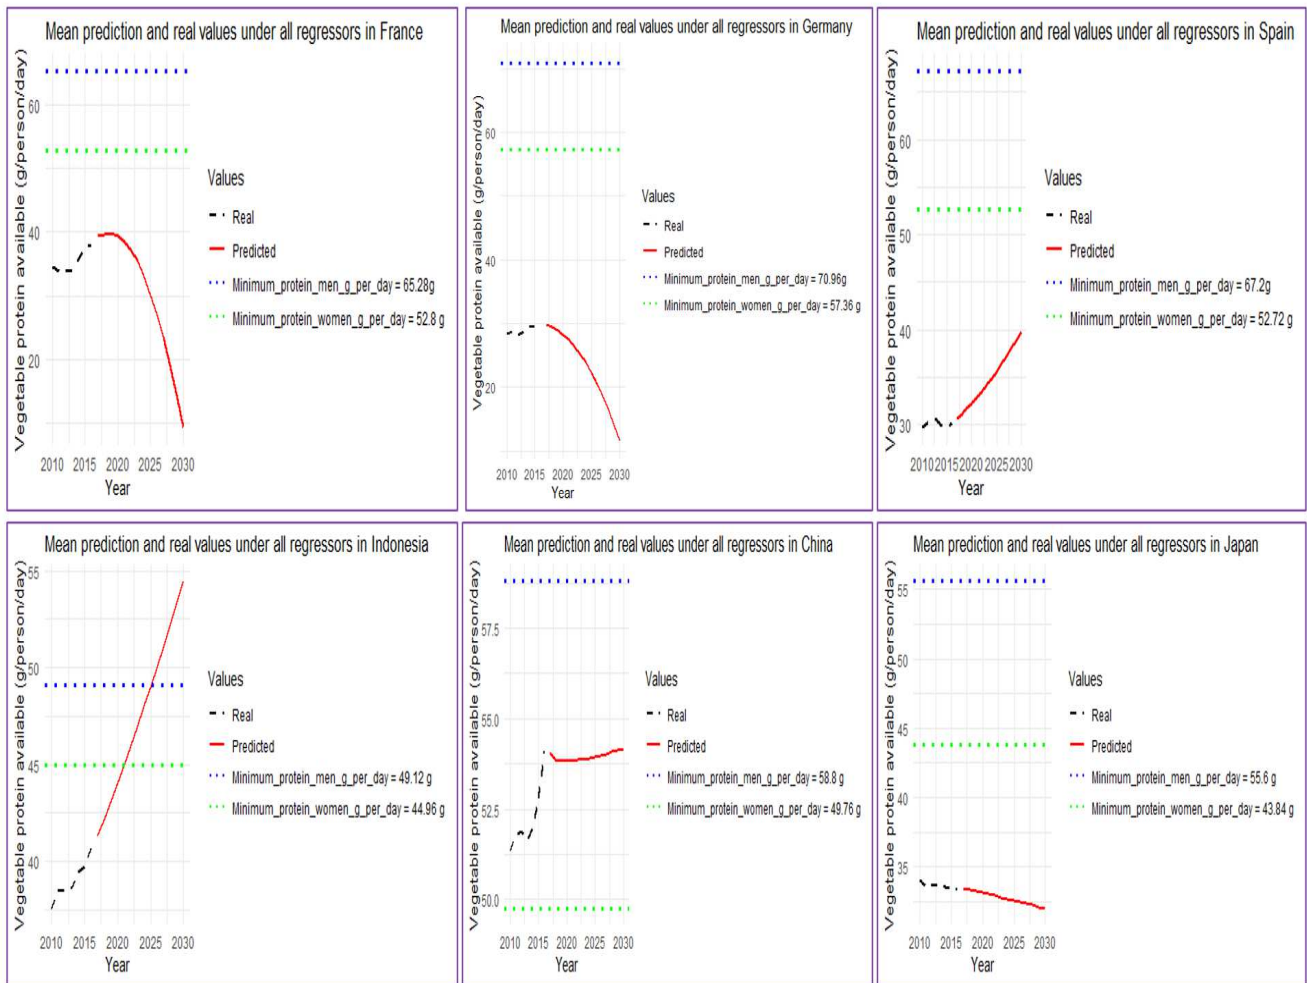 Mean prediction and real values under all regressors in France
Vegetable protein available (g/person/day)
60
40
20
2010 2015 2020 2025 2030
Year
Values
Real
Predicted
Minimum_protein_men_g_per_day = 65.28g
Minimum_protein_women_g_per_day = 52.8 g
Mean prediction and real values under all regressors in Germany
Vegetable protein available (g/person/day)
60
40
20
2010 2015 2020 2025 2030
Year
Values
Real
Predicted
Minimum_protein_men_g_per_day = 70.96g
Minimum_protein_women_g_per_day = 57.36 g
Mean prediction and real values under all regressors in Spain
Vegetable protein available (g/person/day)
60
50
40
30
2010 2015 2020 2025 2030
Year
Values
Real
Predicted
Minimum_protein_men_g_per_day = 67.2g
Minimum_protein_women_g_per_day = 52.72 g
Mean prediction and real values under all regressors in Indonesia
Vegetable protein available (g/person/day)
55
50
45
40
2010 2015 2020 2025 2030
Year
Values
Real
Predicted
Minimum_protein_men_g_per_day = 49.12 g
Minimum_protein_women_g_per_day = 44.96 g
Mean prediction and real values under all regressors in China
Vegetable protein available (g/person/day)
57.5
55.0
52.5
50.0
2010 2015 2020 2025 2030
Year
Values
Real
Predicted
Minimum_protein_men_g_per_day = 58.8 g
Minimum_protein_women_g_per_day = 49.76 g
Mean prediction and real values under all regressors in Japan
Vegetable protein available (g/person/day)
55
50
45
40
35
2010 2015 2020 2025 2030
Year
Values
Real
Predicted
Minimum_protein_men_g_per_day = 55.6 g
Minimum_protein_women_g_per_day = 43.84 g